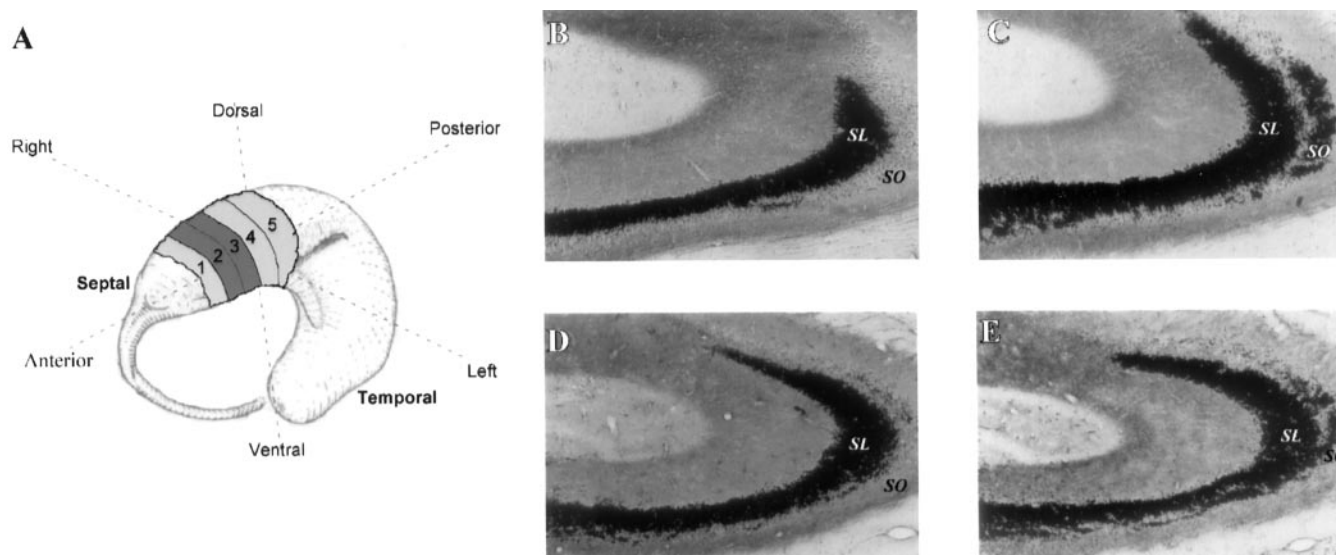 A
Dorsal
Right
Posterior
1
2
3
4
5
Septal
Anterior
Left
Temporal
Ventral
B
SL
SO
C
SL
SO
D
SL
SO
E
SL
SO